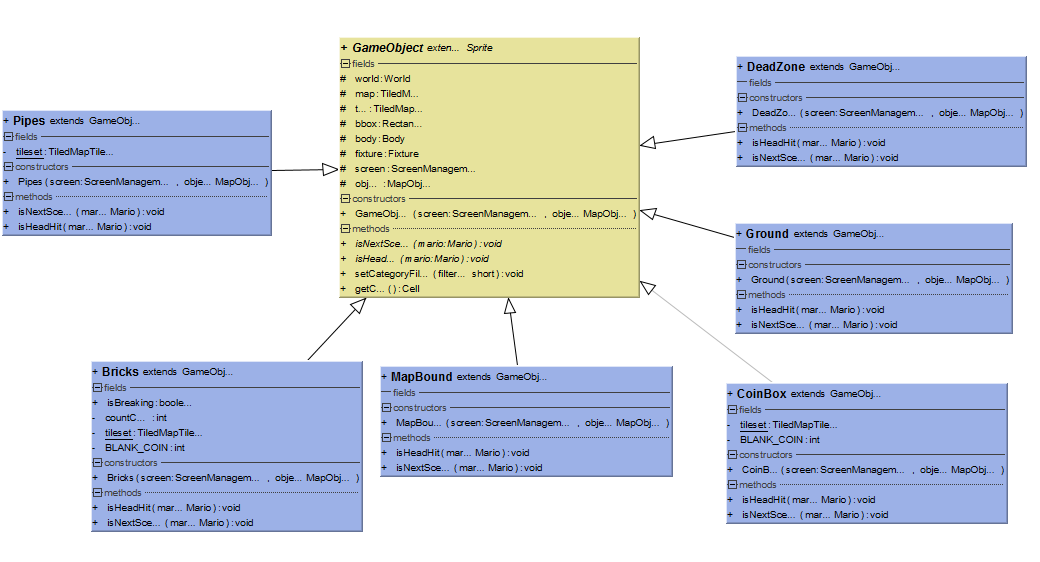 + GameObject exten... Sprite
fields
# world:World
# map:TiledM...
# t... :TiledMap...
# bbox:Rectan...
# body:Body
# fixture:Fixture
# screen:ScreenManagem...
# obj... :MapObj...
constructors
+ GameObj... (screen:ScreenManagem... , obje... MapObj... )
methods
+ isNextSce... (mario:Mario):void
+ isHead... (mario:Mario):void
+ setCategoryFil... (filter... short):void
+ getC... ():Cell
+ Pipes extends GameObj...
fields
- tileset:TiledMapTile...
constructors
+ Pipes(screen:ScreenManagem... , obje... MapObj... )
methods
+ isNextSce... (mar... Mario):void
+ isHeadHit(mar... Mario):void
+ DeadZone extends GameObj...
fields
constructors
+ DeadZo... (screen:ScreenManagem... , obje... MapObj... )
methods
+ isHeadHit(mar... Mario):void
+ isNextSce... (mar... Mario):void
+ Ground extends GameObj...
fields
constructors
+ Ground(screen:ScreenManagem... , obje... MapObj... )
methods
+ isHeadHit(mar... Mario):void
+ isNextSce... (mar... Mario):void
+ Bricks extends GameObj...
fields
+ isBreaking:boole...
- countC... :int
- tileset:TiledMapTile...
- BLANK_COIN:int
constructors
+ Bricks(screen:ScreenManagem... , obje... MapObj... )
methods
+ isHeadHit(mar... Mario):void
+ isNextSce... (mar... Mario):void
+ MapBound extends GameObj...
fields
constructors
+ MapBou... (screen:ScreenManagem... , obje... MapObj... )
methods
+ isHeadHit(mar... Mario):void
+ isNextSce... (mar... Mario):void
+ CoinBox extends GameObj...
fields
- tileset:TiledMapTile...
- BLANK_COIN:int
constructors
+ CoinB... (screen:ScreenManagem... , obje... MapObj... )
methods
+ isHeadHit(mar... Mario):void
+ isNextSce... (mar... Mario):void